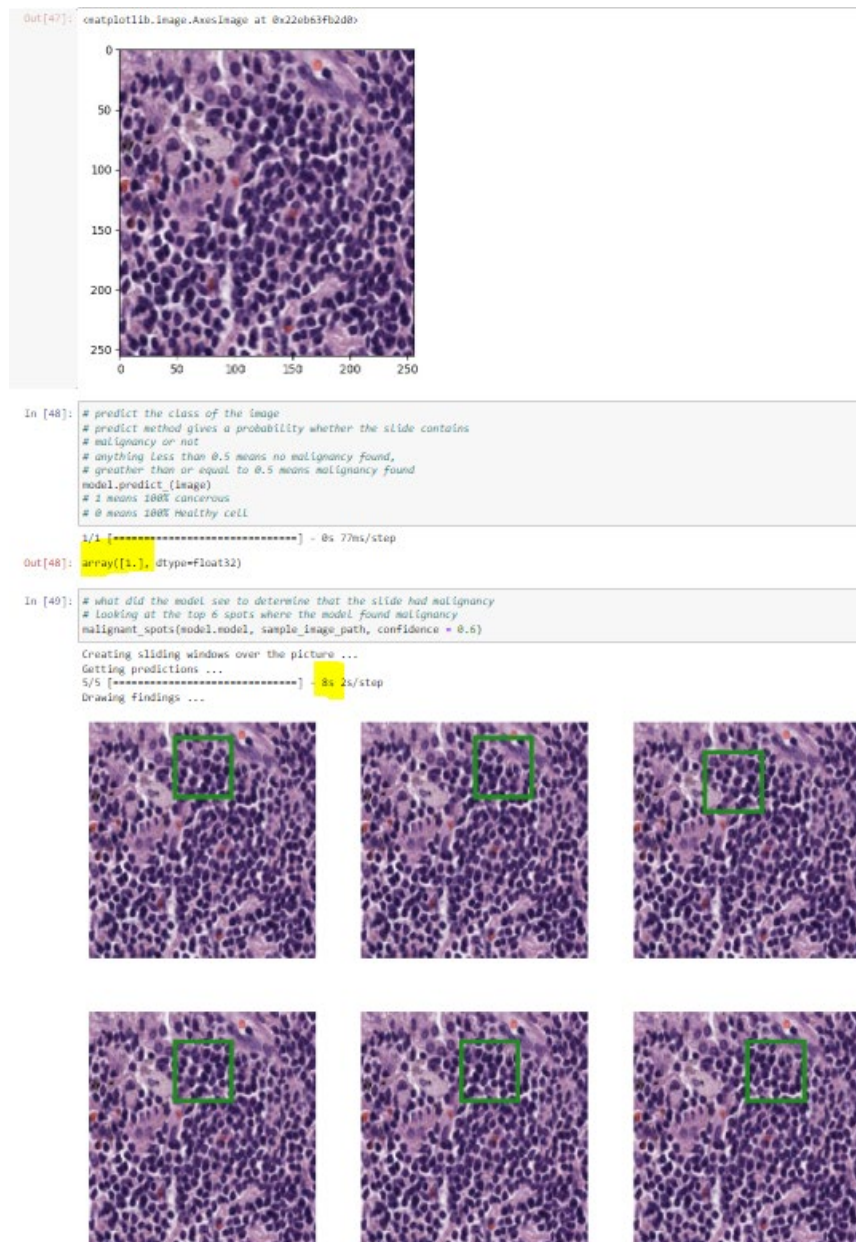 Out[47]: <matplotlib.image.AxesImage at 0x22eb63fb2d0>
0
50
100
150
200
250
0 50 100 150 200 250
In [48]: # predict the class of the image
# predict method gives a probability whether the slide contains
# malignancy or not
# anything less than 0.5 means no malignancy found,
# greather than or equal to 0.5 means malignancy found
model.predict_(image)
# 1 means 100% cancerous
# 0 means 100% Healthy cell
1/1 [==============================] - 0s 77ms/step
Out[48]: array([1.], dtype=float32)
In [49]: # what did the model see to determine that the slide had malignancy
# looking at the top 6 spots where the model found malignancy
malignant_spots(model.model, sample_image_path, confidence = 0.6)
Creating sliding windows over the picture ...
Getting predictions ...
5/5 [==============================] - 8s 2s/step
Drawing findings ...